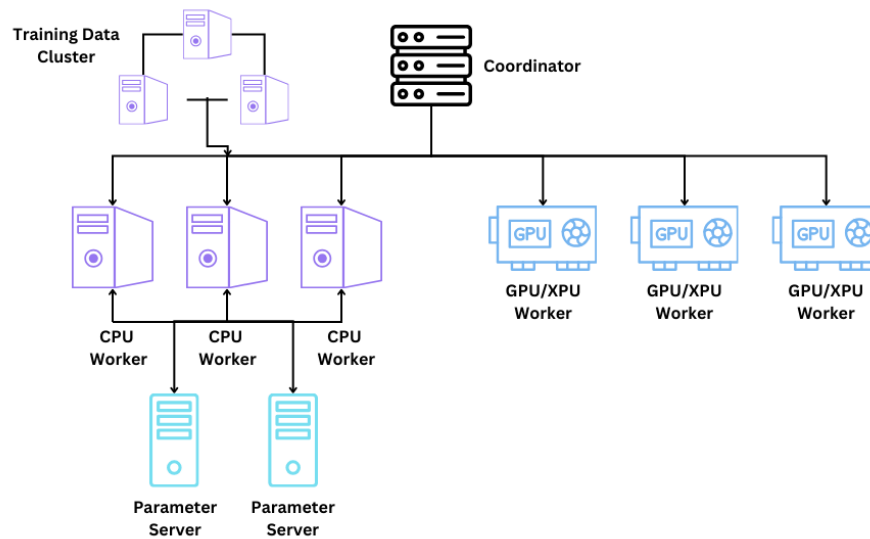 Training Data
Cluster
Coordinator
GPU
GPU
GPU
GPU/XPU
Worker
GPU/XPU
Worker
GPU/XPU
Worker
CPU
Worker
CPU
Worker
CPU
Worker
Parameter
Server
Parameter
Server